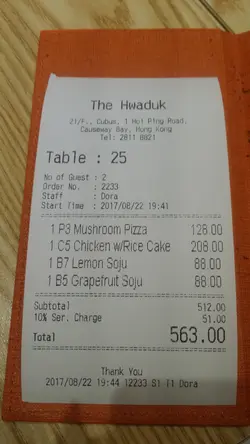 The Hwaduk
21/F., Cubus, 1 Hoi Ping Road,
Causeway Bay, Hong Kong
Tel: 2811 8821
Table : 25
No of Guest : 2
Order No. : 2233
Staff : Dora
Start Time : 2017/08/22 19:41
1 P3 Mushroom Pizza 128.00
1 C5 Chicken w/Rice Cake 208.00
1 B7 Lemon Soju 88.00
1 B5 Grapefruit Soju 88.00
Subtotal 512.00
10% Ser. Charge 51.00
Total 563.00
Thank You
2017/08/22 19:44 12233 S1 I1 Dora